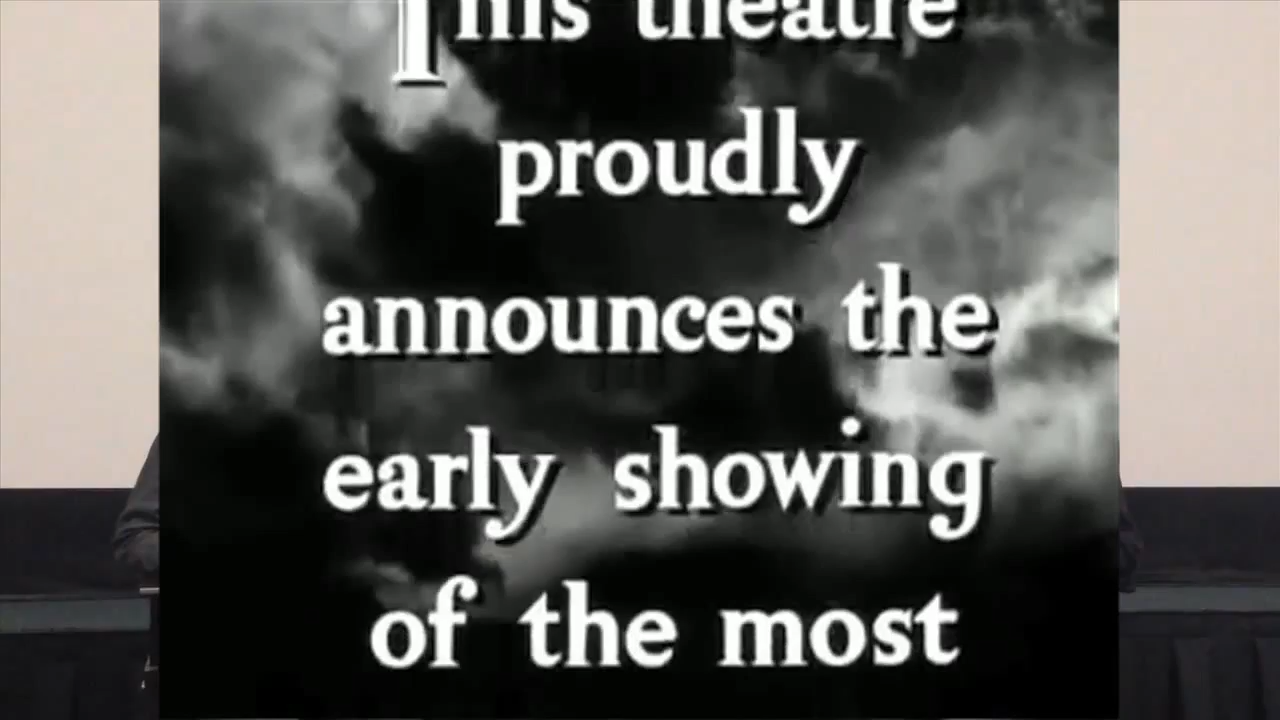 This theatre
proudly
announces the
early showing
of the most